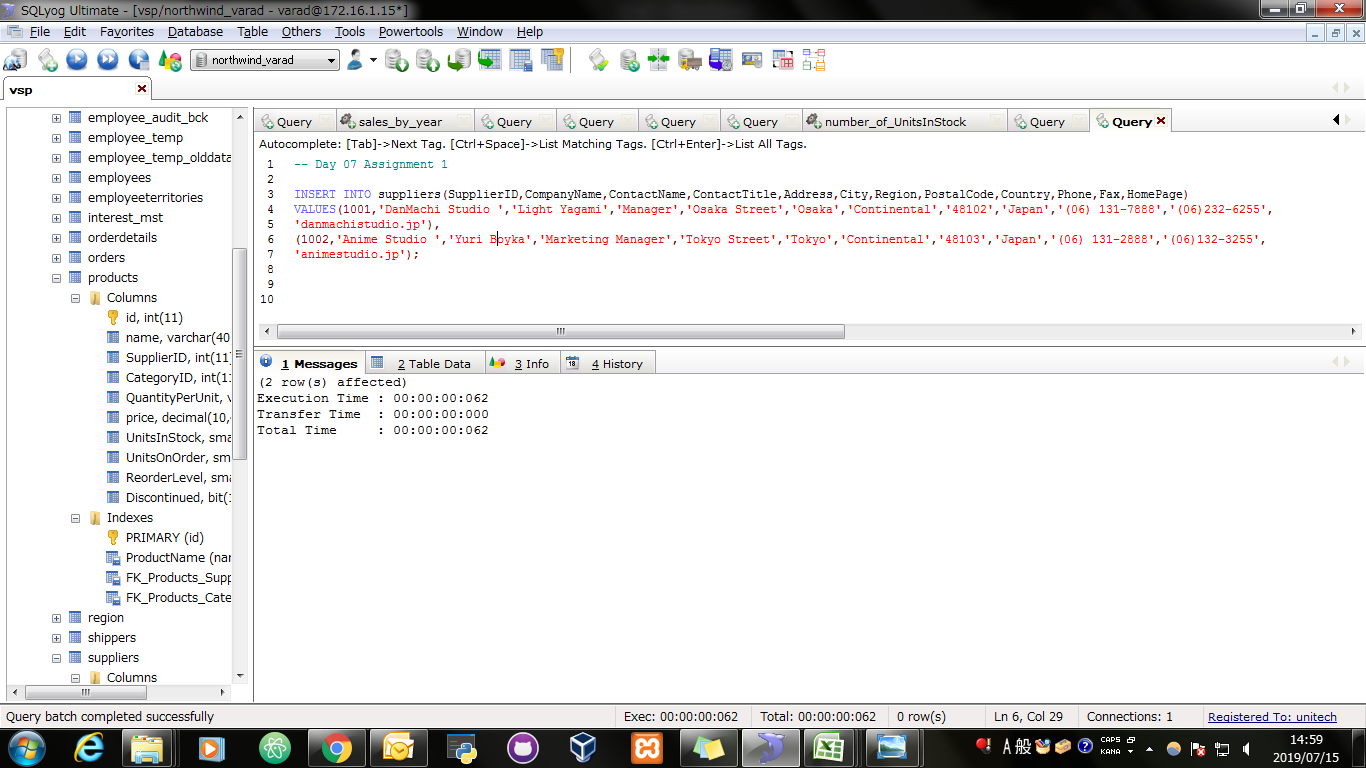 SQLyog Ultimate - [vsp/northwind_varad - varad@172.16.1.15*]
File Edit Favorites Database Table Others Tools Powertools Window Help
northwind_varad
vsp
employee_audit_bck
employee_temp
employee_temp_olddata
employees
employeeterritories
interest_mst
orderdetails
orders
products
Columns
id, int(11)
name, varchar(40
SupplierID, int(11)
CategoryID, int(11
QuantityPerUnit, v
price, decimal(10,
UnitsInStock, sma
UnitsOnOrder, sm
ReorderLevel, sma
Discontinued, bit(1
Indexes
PRIMARY (id)
ProductName (nar
FK_Products_Supp
FK_Products_Cate
region
shippers
suppliers
Columns
Query sales_by_year Query Query Query Query number_of_UnitsInStock Query Query
Autocomplete: [Tab]->Next Tag. [Ctrl+Space]->List Matching Tags. [Ctrl+Enter]->List All Tags.
1 -- Day 07 Assignment 1
2
3 INSERT INTO suppliers(SupplierID,CompanyName,ContactName,ContactTitle,Address,City,Region,PostalCode,Country,Phone,Fax,HomePage)
4 VALUES(1001,'DanMachi Studio ','Light Yagami','Manager','Osaka Street','Osaka','Continental','48102','Japan','(06) 131-7888','(06)232-6255',
5 'danmachistudio.jp'),
6 (1002,'Anime Studio ','Yuri Boyka','Marketing Manager','Tokyo Street','Tokyo','Continental','48103','Japan','(06) 131-2888','(06)132-3255',
7 'animestudio.jp');
8
9
10
1 Messages 2 Table Data 3 Info 4 History
(2 row(s) affected)
Execution Time : 00:00:00:062
Transfer Time : 00:00:00:000
Total Time : 00:00:00:062
Query batch completed successfully Exec: 00:00:00:062 Total: 00:00:00:062 0 row(s) Ln 6, Col 29 Connections: 1 Registered To: unitech
A 般 CAPS KANA 14:59
2019/07/15